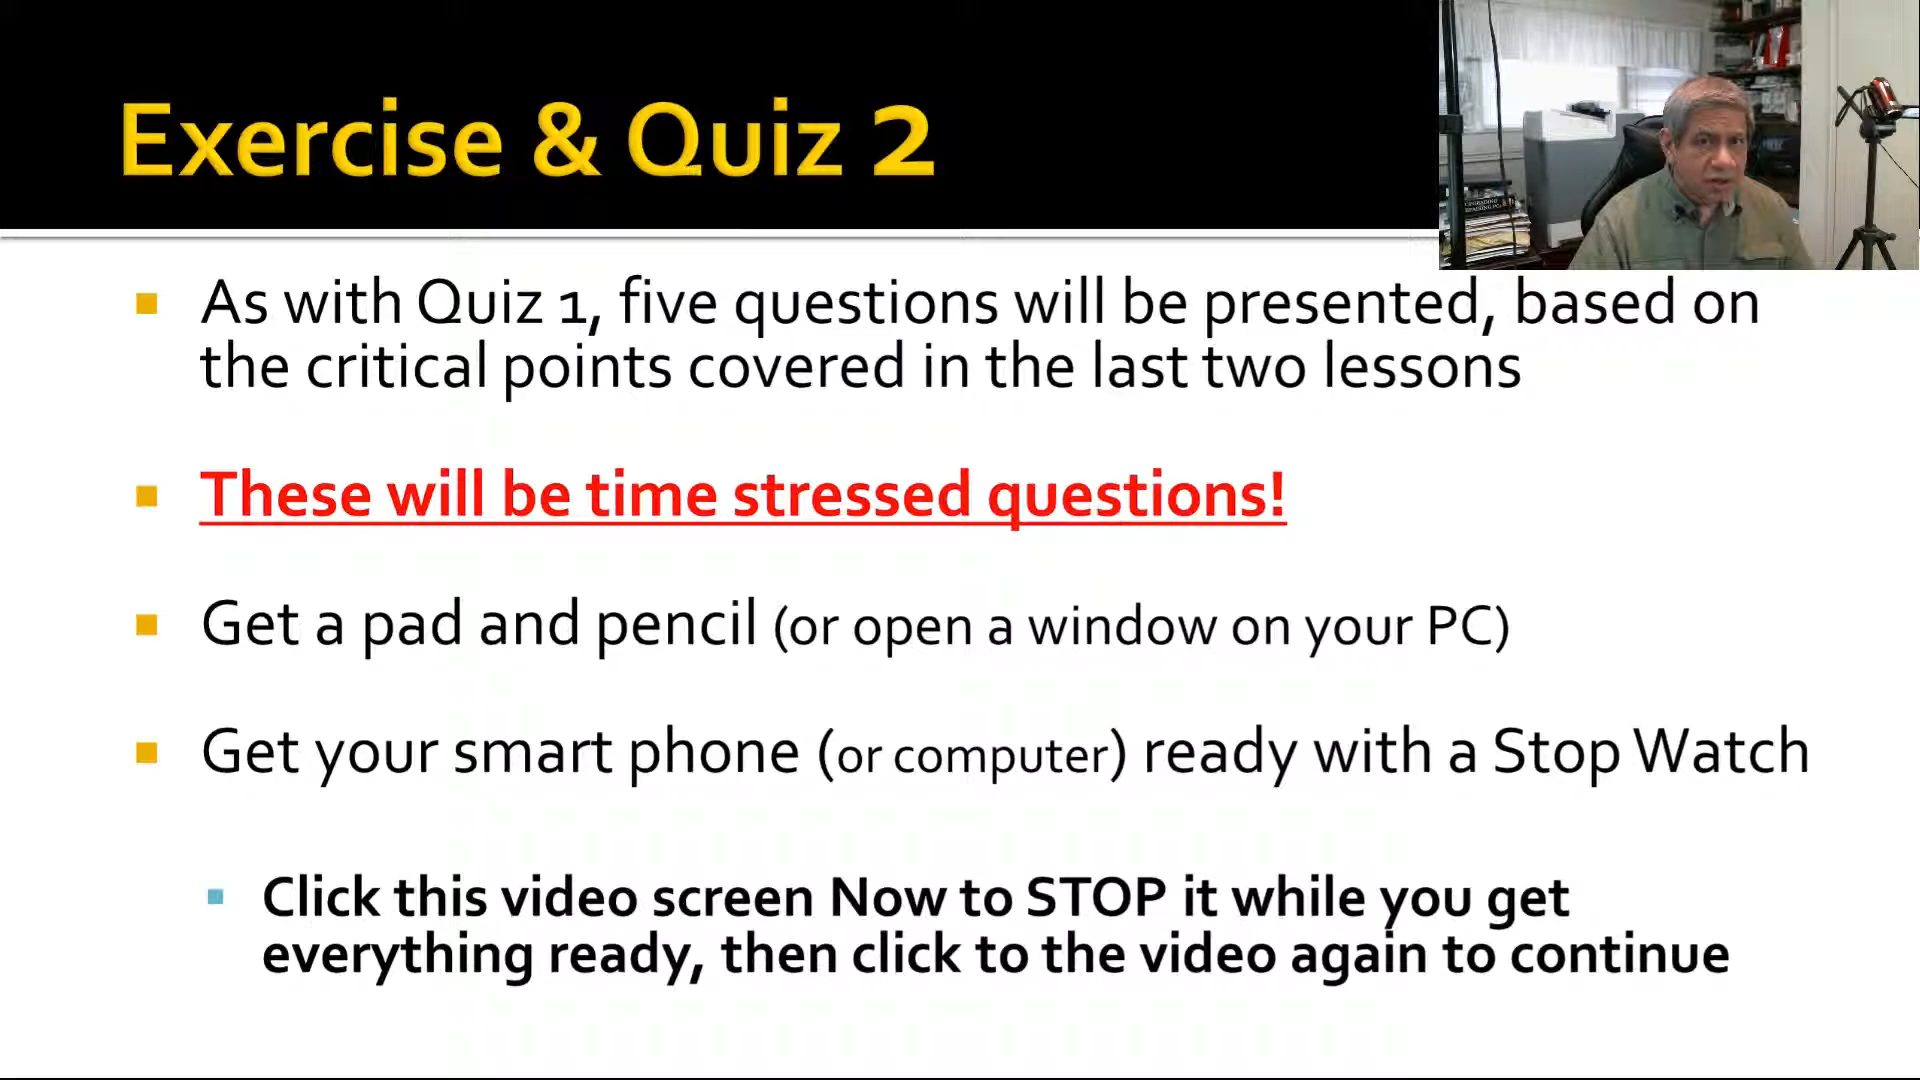 Exercise & Quiz 2
As with Quiz 1, five questions will be presented, based on
the critical points covered in the last two lessons
These will be time stressed questions!
Get a pad and pencil (or open a window on your PC)
Get your smart phone (or computer) ready with a Stop Watch
Click this video screen Now to STOP it while you get
everything ready, then click to the video again to continue